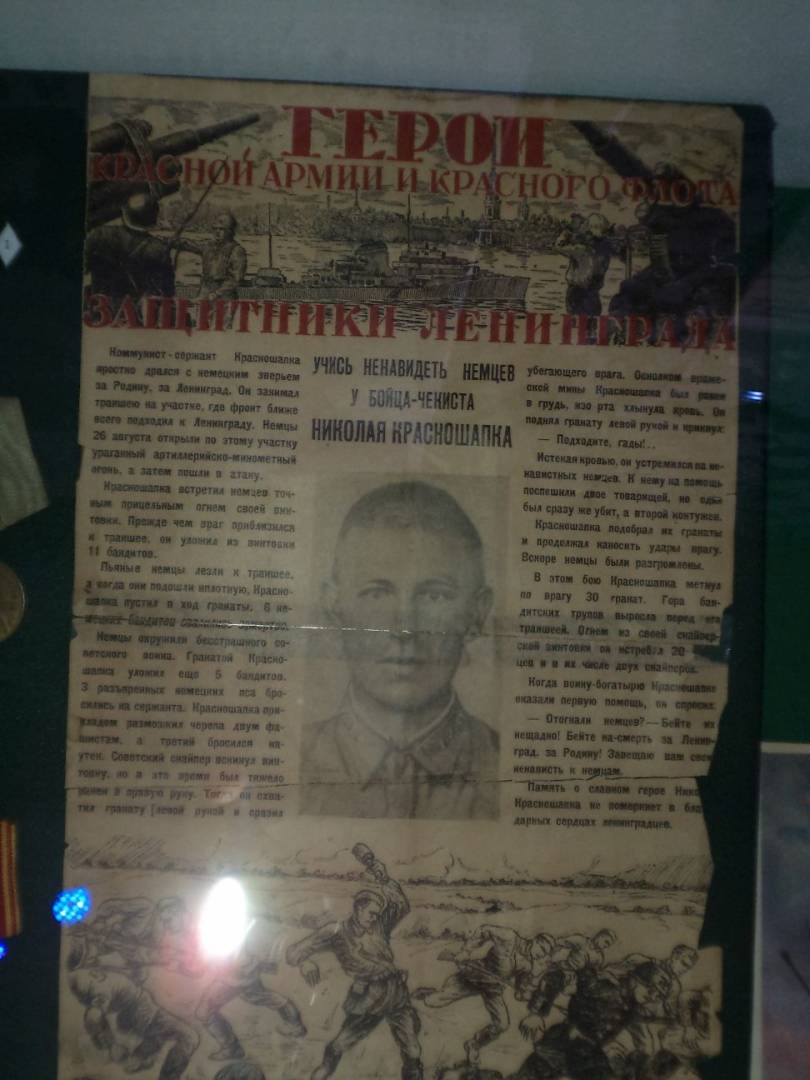 ГЕРОИ
КРАСНОЙ АРМИИ И КРАСНОГО ФЛОТА
ЗАЩИТНИКИ ЛЕНИНГРАДА
УЧИСЬ НЕНАВИДЕТЬ НЕМЦЕВ
У БОЙЦА-ЧЕКИСТА
НИКОЛАЯ КРАСНОШАПКА
Коммунист-сержант Красношапка
яростно дрался с немецким зверьем
за Родину, за Ленинград. Он занимал
траншею на участке, где фронт ближе
всего подходил к Ленинграду. Немцы
26 августа открыли по этому участку
ураганный артиллерийско-минометный
огонь, а затем пошли в атаку.
Красношапка встретил немцев точ-
ным прицельным огнем своей вин-
товки. Прежде чем враг приблизился
к траншее, он уложил из винтовки
11 бандитов.
Пьяные немцы лезли к траншее,
а когда они подошли вплотную, Красно-
шапка пустил в ход гранаты. 6 не-
мецких бандитов свалились замертво.
Немцы окружили бесстрашного со-
ветского воина. Гранатой Красно-
шапка уложил еще 5 бандитов.
3 разъяренных немецких пса бро-
сились на сержанта. Красношапка при-
кладом размозжил черепа двум фа-
шистам, а третий бросился на-
утек. Советский снайпер вскинул вин-
товку, но в это время был тяжело
ранен в правую руку. Тогда он схва-
тил гранату левой рукой и сразил
убегающего врага. Осколком враже-
ской мины Красношапка был ранен
в грудь, изо рта хлынула кровь. Он
поднял гранату левой рукой и крикнул:
— Подходите, гады!..
Истекая кровью, он устремился на не-
навистных немцев. К нему на помощь
поспешили двое товарищей, но один
был сразу же убит, а второй контужен.
Красношапка подобрал их гранаты
и продолжал наносить удары врагу.
Вскоре немцы были разгромлены.
В этом бою Красношапка метнул
по врагу 30 гранат. Гора бан-
дитских трупов выросла перед его
траншеей. Огнем из своей снайпер-
ской винтовки он истребил 20
цев и в их числе двух снайперов.
Когда воину-богатырю Красношапке
оказали первую помощь, он спросил:
— Отогнали немцев? — Бейте их
нещадно! Бейте на-смерть за Ленин-
град, за Родину! Завещаю вам свою
ненависть к немцам.
Память о славном герое Нико
Красношапке не померкнет в бла
дарных сердцах ленинградцев.